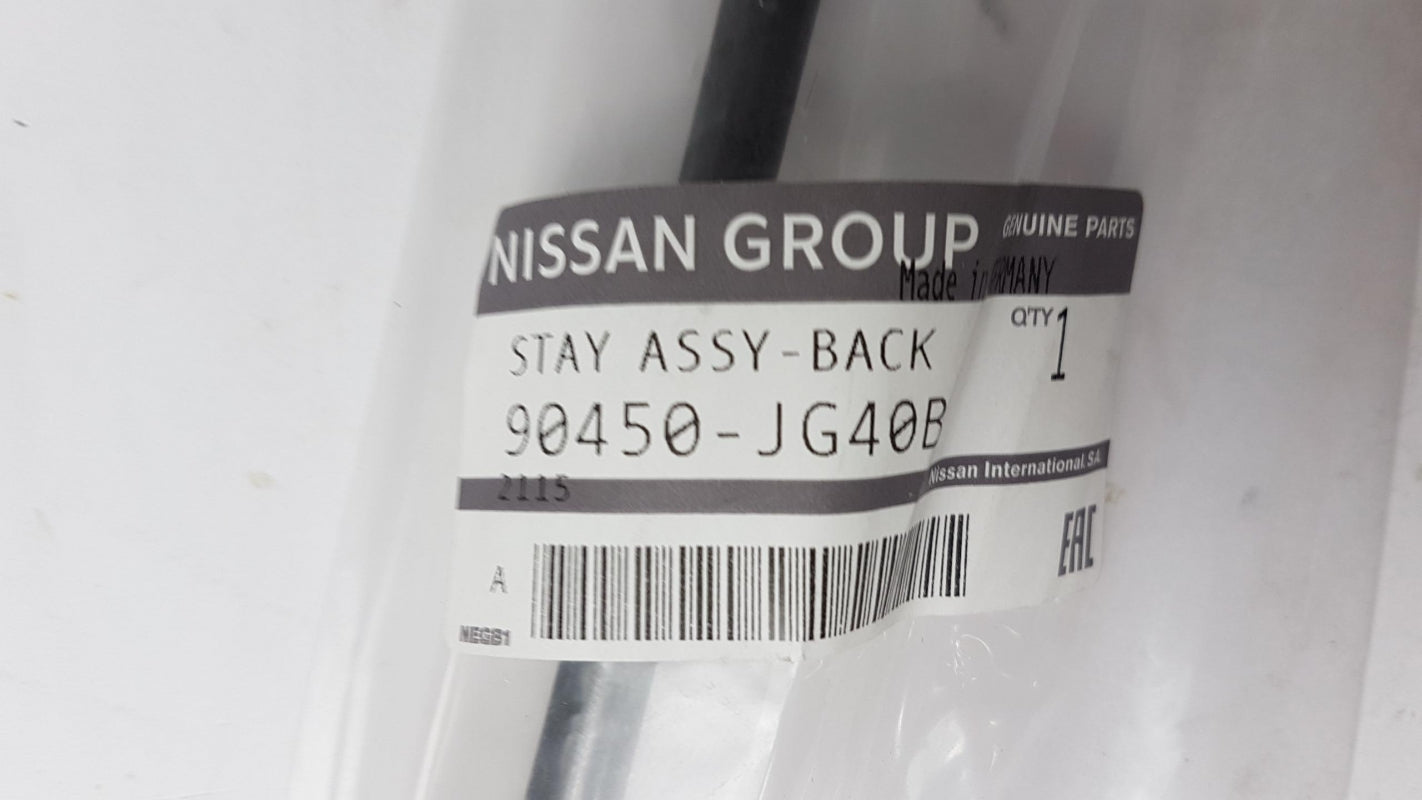 NISSAN GROUP GENUINE PARTS
Made in GERMANY
STAY ASSY-BACK QTY 1
90450-JG40B
2115 Nissan International. SA.
A
EAC
NEG81